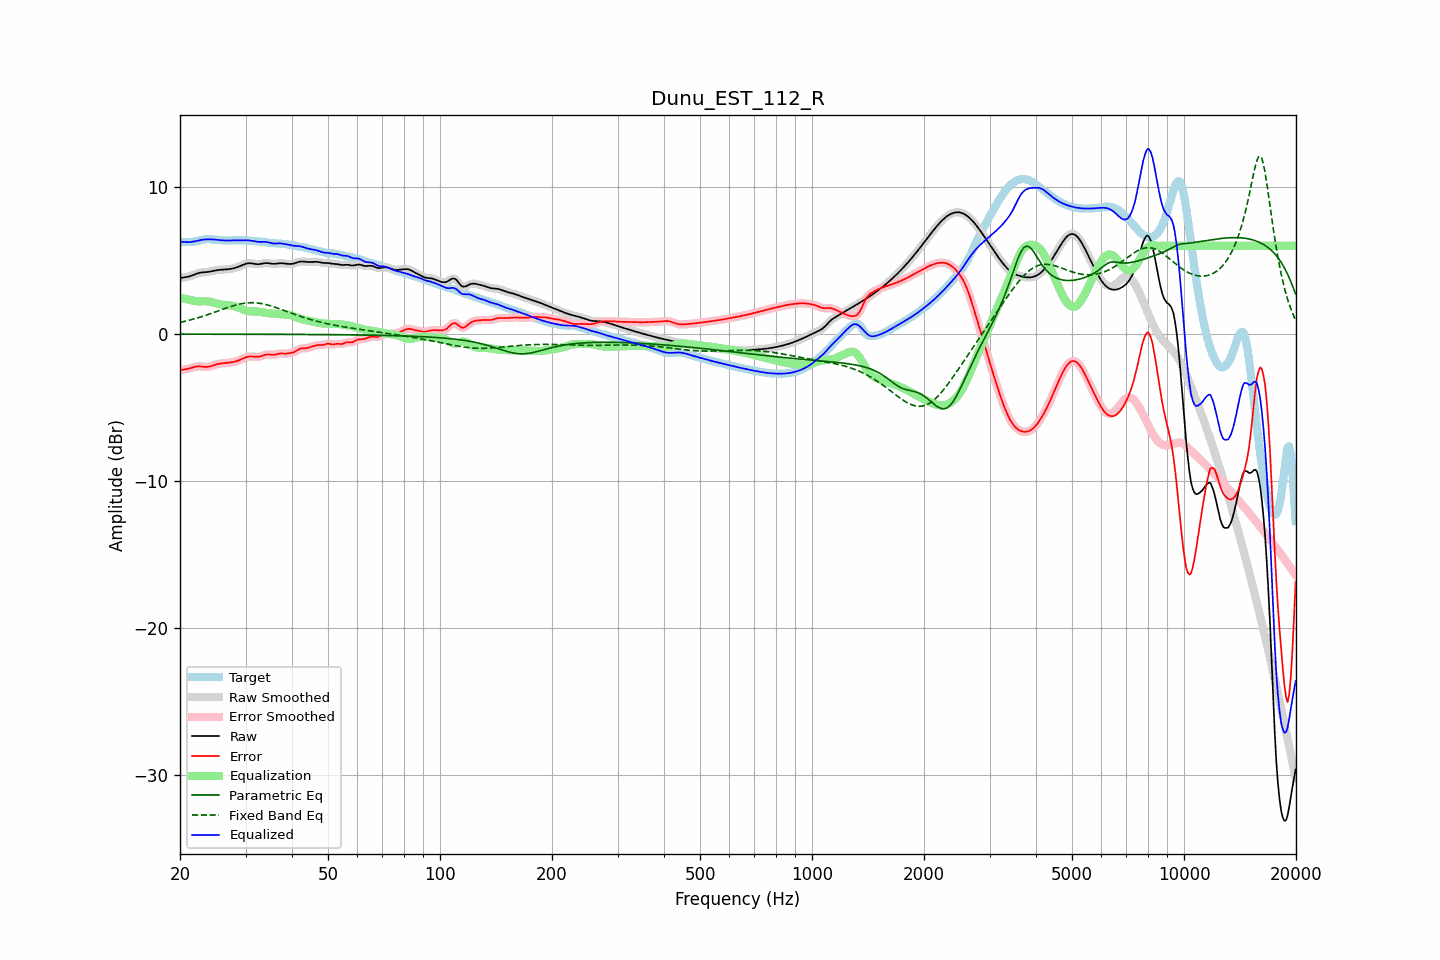 Dunu_EST_112_R
Amplitude (dBr)
10
0
−10
−20
−30
Target
Raw Smoothed
Error Smoothed
Raw
Error
Equalization
Parametric Eq
Fixed Band Eq
Equalized
20 50 100 200 500 1000 2000 5000 10000 20000
Frequency (Hz)